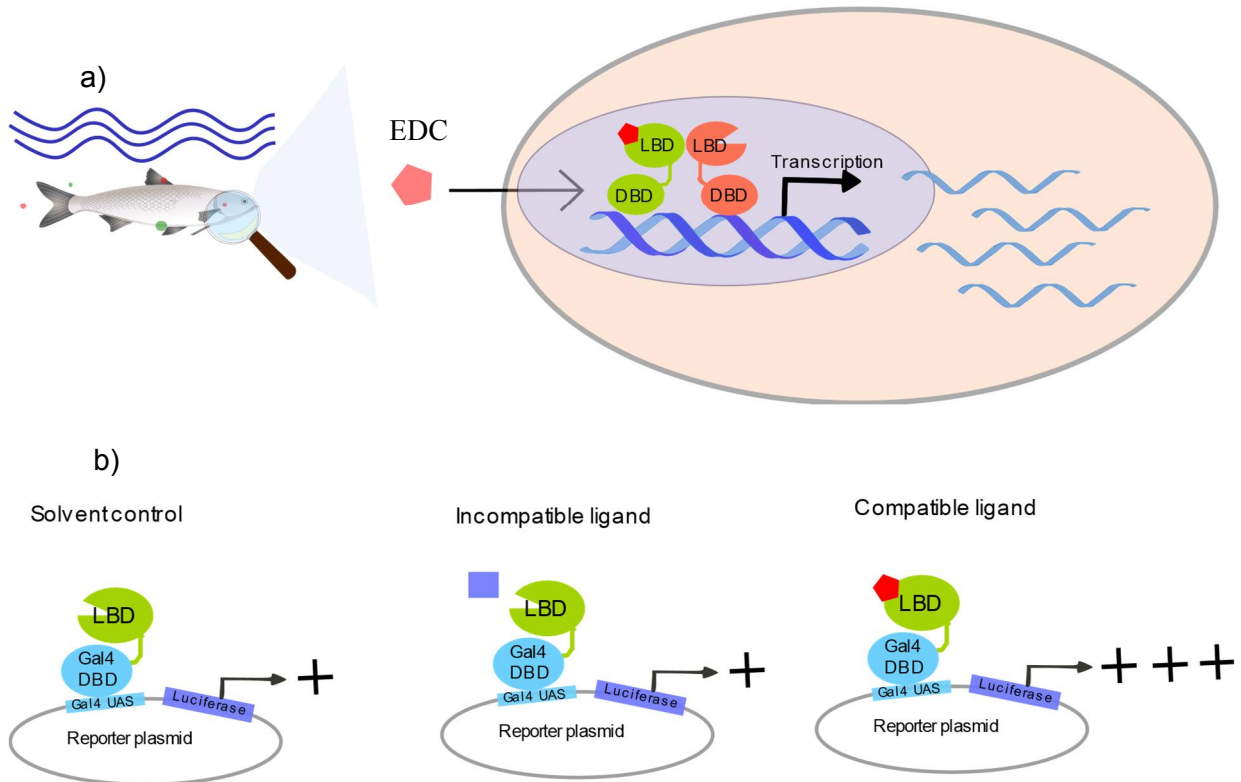 a)
EDC
LBD LBD
DBD DBD
Transcription
b)
Solvent control
Incompatible ligand
Compatible ligand
LBD
Gal4
DBD
Gal4 UAS
Luciferase
+
Reporter plasmid
LBD
Gal4
DBD
Gal4 UAS
Luciferase
+
Reporter plasmid
LBD
Gal4
DBD
Gal4 UAS
Luciferase
+ + +
Reporter plasmid